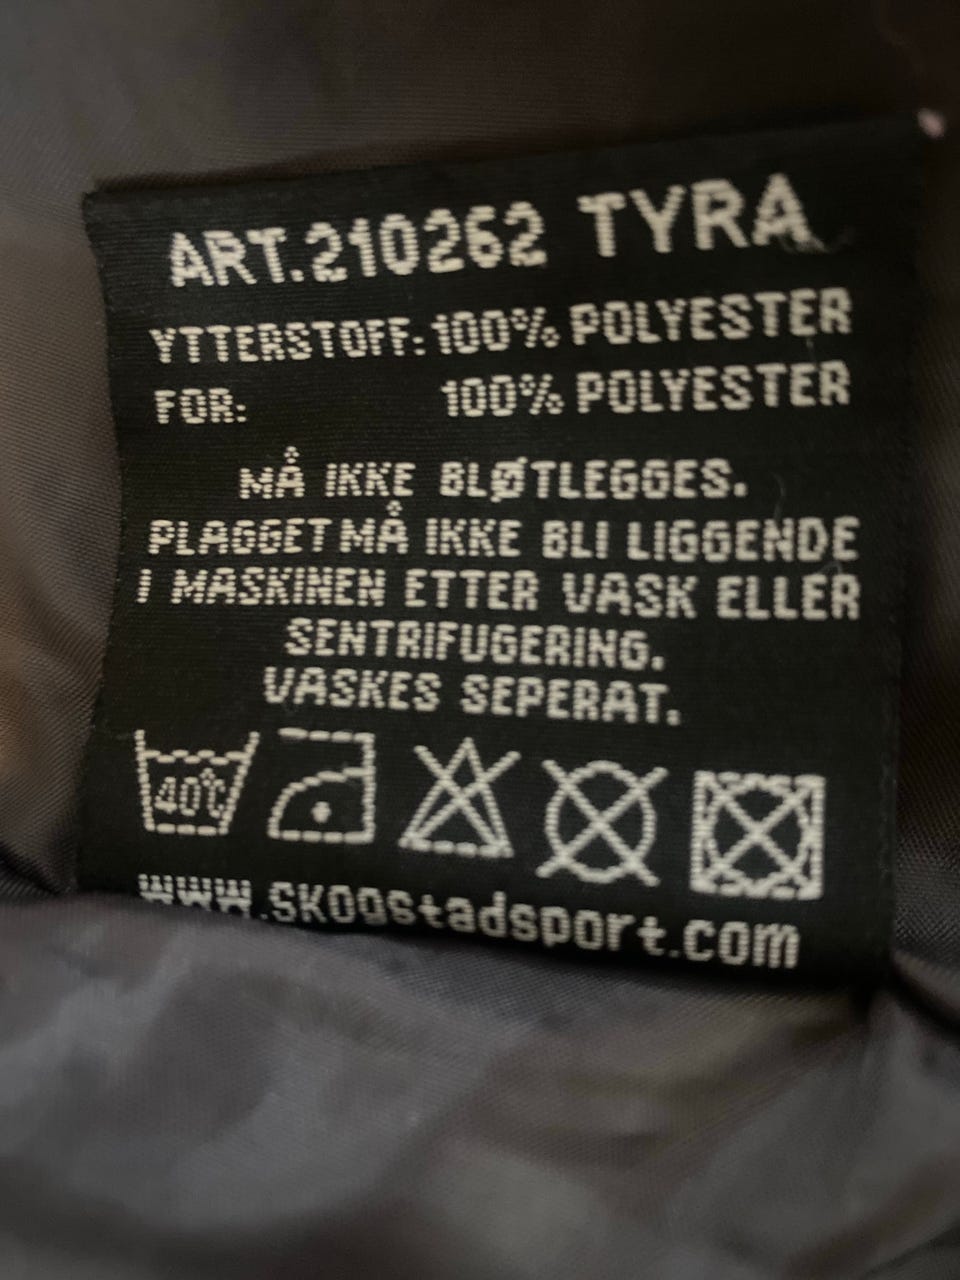 ART.210262 TYRA
YTTERSTOFF: 100% POLYESTER
FOR: 100% POLYESTER
MÅ IKKE BLØTLEGGES.
PLAGGET MÅ IKKE BLI LIGGENDE
I MASKINEN ETTER VASK ELLER
SENTRIFUGERING.
VASKES SEPERAT.
40°C
www.skogstadsport.com